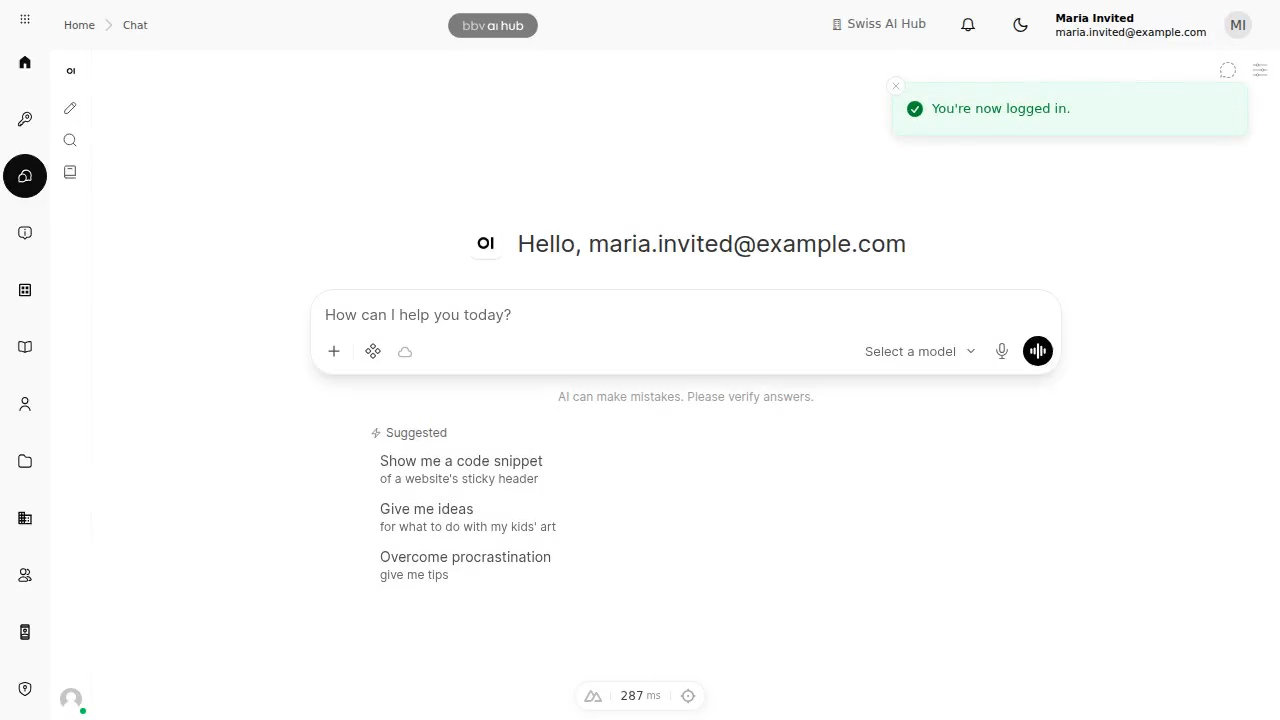 Home
Chat
bbv ai hub
Swiss AI Hub
Maria Invited
maria.invited@example.com
MI
OI
You're now logged in.
OI
Hello, maria.invited@example.com
How can I help you today?
Select a model
AI can make mistakes. Please verify answers.
Suggested
Show me a code snippet
of a website's sticky header
Give me ideas
for what to do with my kids' art
Overcome procrastination
give me tips
287 ms